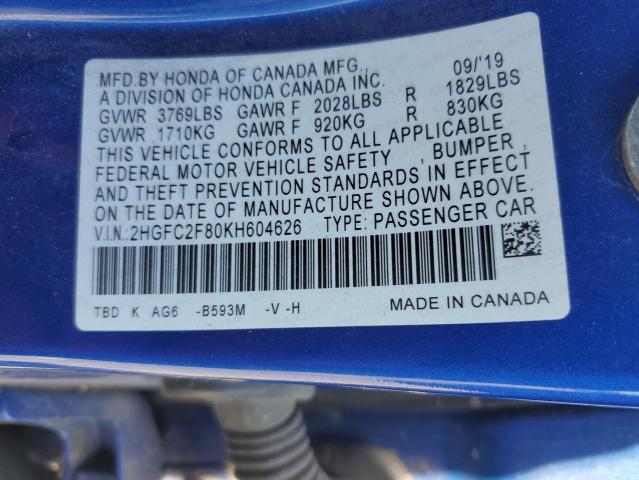 MFD.BY HONDA OF CANADA MFG., 09/'19
A DIVISION OF HONDA CANADA INC.
GVWR 3769LBS GAWR F 2028LBS R 1829LBS
GVWR 1710KG GAWR F 920KG R 830KG
THIS VEHICLE CONFORMS TO ALL APPLICABLE
FEDERAL MOTOR VEHICLE SAFETY , BUMPER ,
AND THEFT PREVENTION STANDARDS IN EFFECT
ON THE DATE OF MANUFACTURE SHOWN ABOVE.
V.I.N.:2HGFC2F80KH604626 TYPE: PASSENGER CAR
TBD K AG6 -B593M -V -H MADE IN CANADA